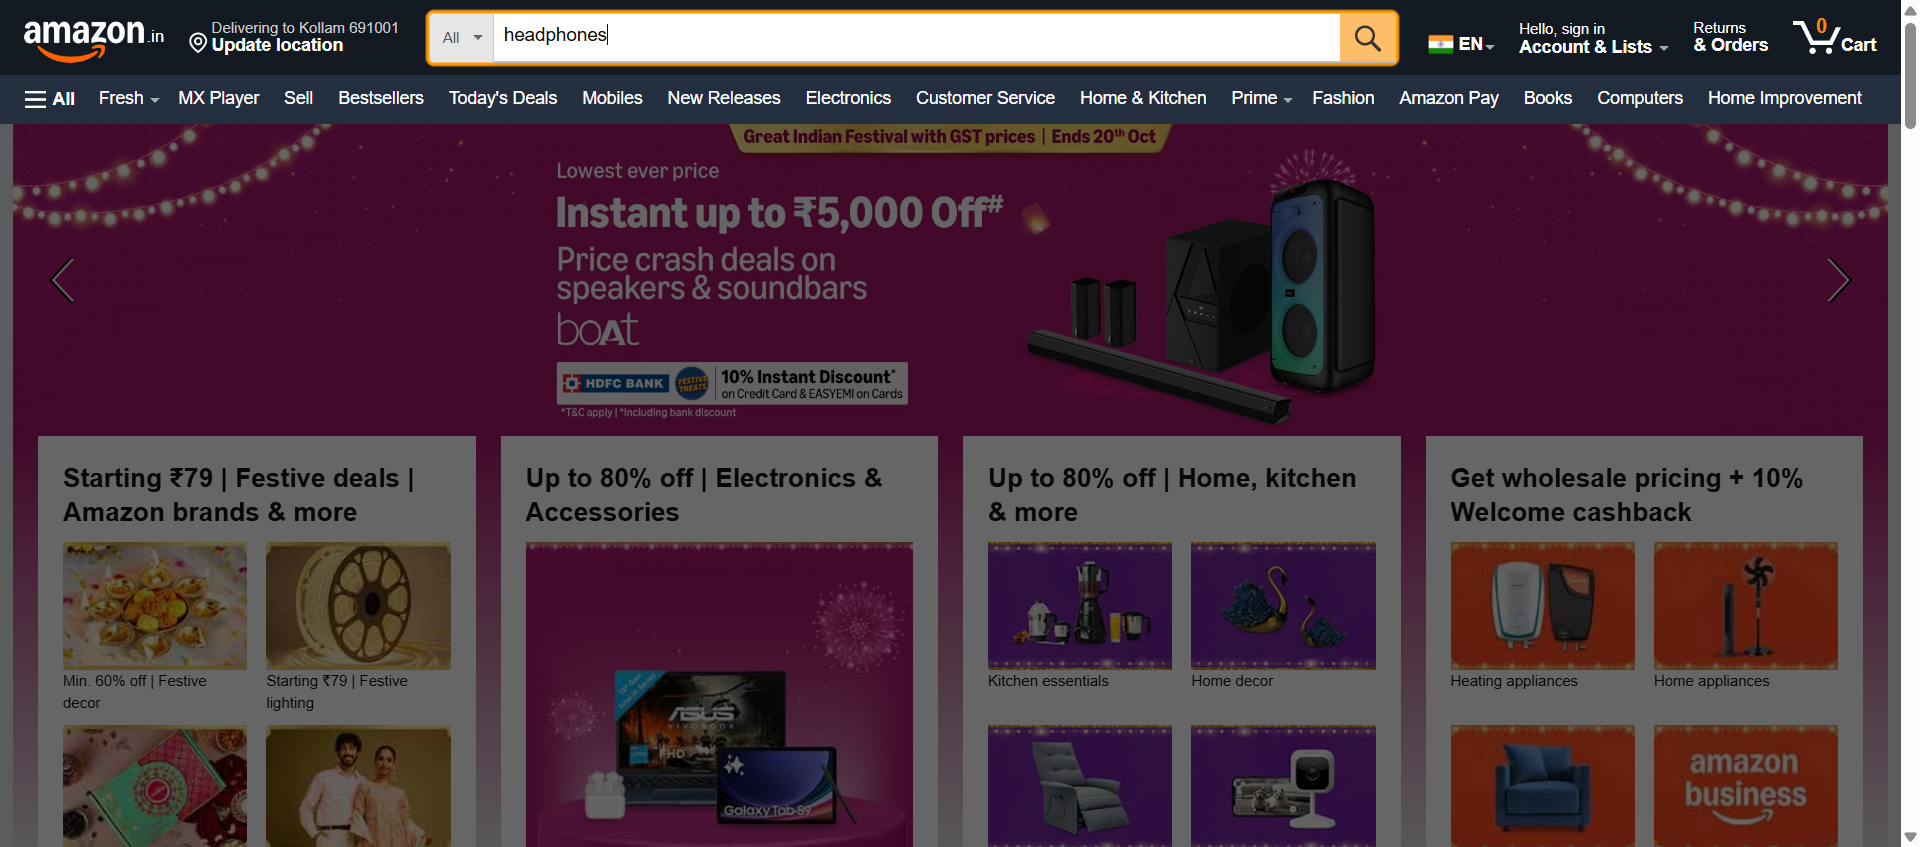 amazon.in
Delivering to Kollam 691001
Update location
All
headphones
EN
Hello, sign in
Account & Lists
Returns
& Orders
0
Cart
All
Fresh
MX Player
Sell
Bestsellers
Today's Deals
Mobiles
New Releases
Electronics
Customer Service
Home & Kitchen
Prime
Fashion
Amazon Pay
Books
Computers
Home Improvement
Great Indian Festival with GST prices | Ends 20th Oct
Lowest ever price
Instant up to ₹5,000 Off#
Price crash deals on
speakers & soundbars
boAt
HDFC BANK
FESTIVE
TREATS
10% Instant Discount*
on Credit Card & EASYEMI on Cards
*T&C apply | *Including bank discount
Starting ₹79 | Festive deals |
Amazon brands & more
Min. 60% off | Festive
decor
Starting ₹79 | Festive
lighting
Up to 80% off | Electronics &
Accessories
ASUS
VIVOBOOK
FHD
Galaxy Tab S9
Up to 80% off | Home, kitchen
& more
Kitchen essentials
Home decor
Get wholesale pricing + 10%
Welcome cashback
Heating appliances
Home appliances
amazon
business